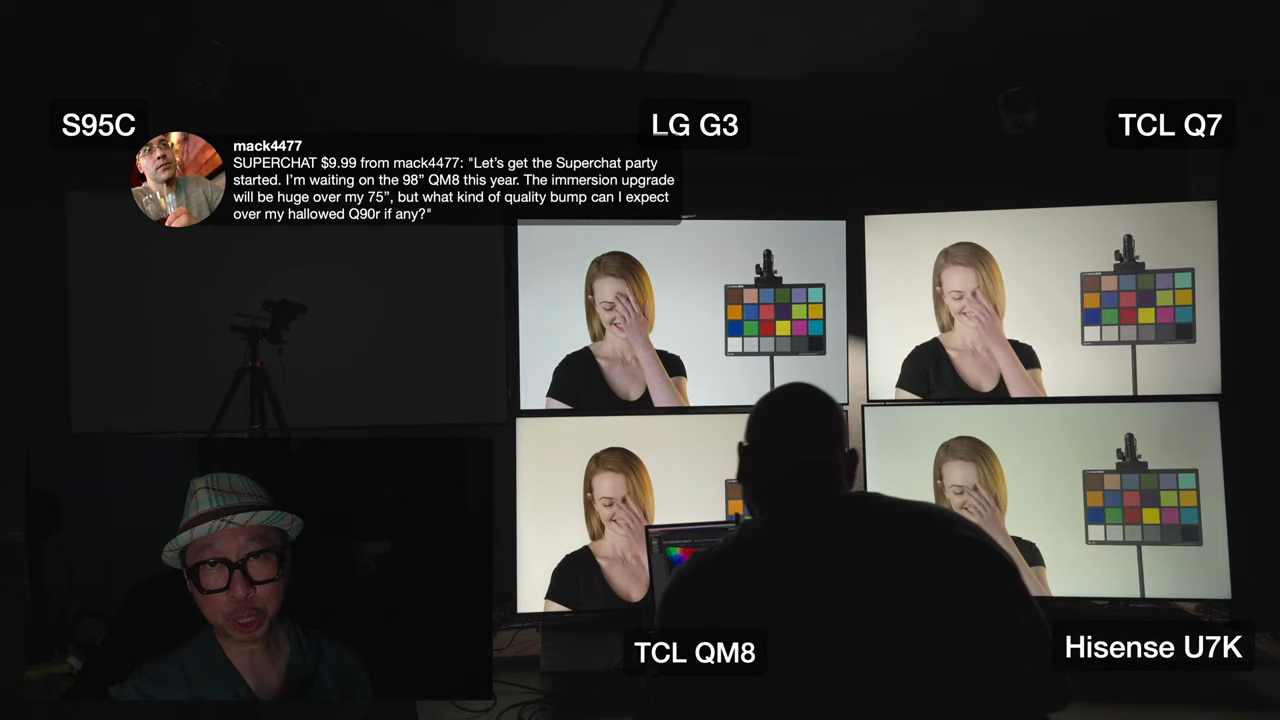 S95C
LG G3
TCL Q7
mack4477
SUPERCHAT $9.99 from mack4477: "Let's get the Superchat party
started. I'm waiting on the 98” QM8 this year. The immersion upgrade
will be huge over my 75”, but what kind of quality bump can I expect
over my hallowed Q90r if any?"
TCL QM8
Hisense U7K